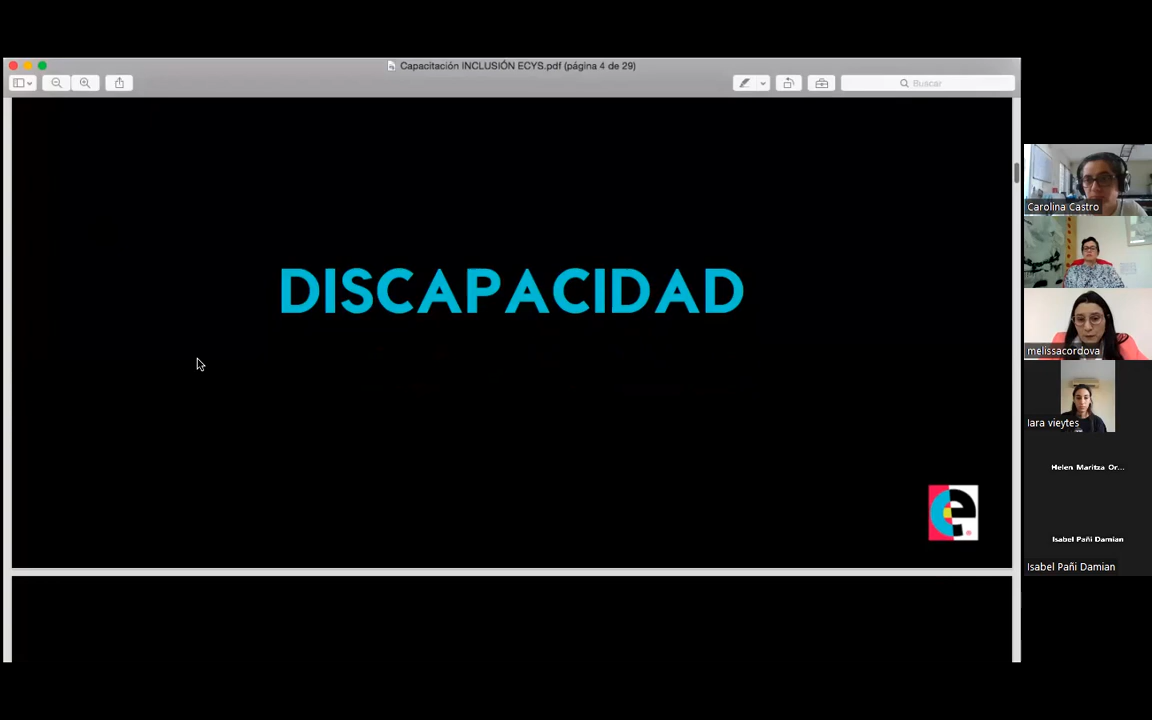 Capacitación INCLUSIÓN ECYS.pdf (página 4 de 29)
Buscar
DISCAPACIDAD
e
Carolina Castro
melissacordova
lara vieytes
Helen Maritza Or...
Isabel Pañi Damian
Isabel Pañi Damian